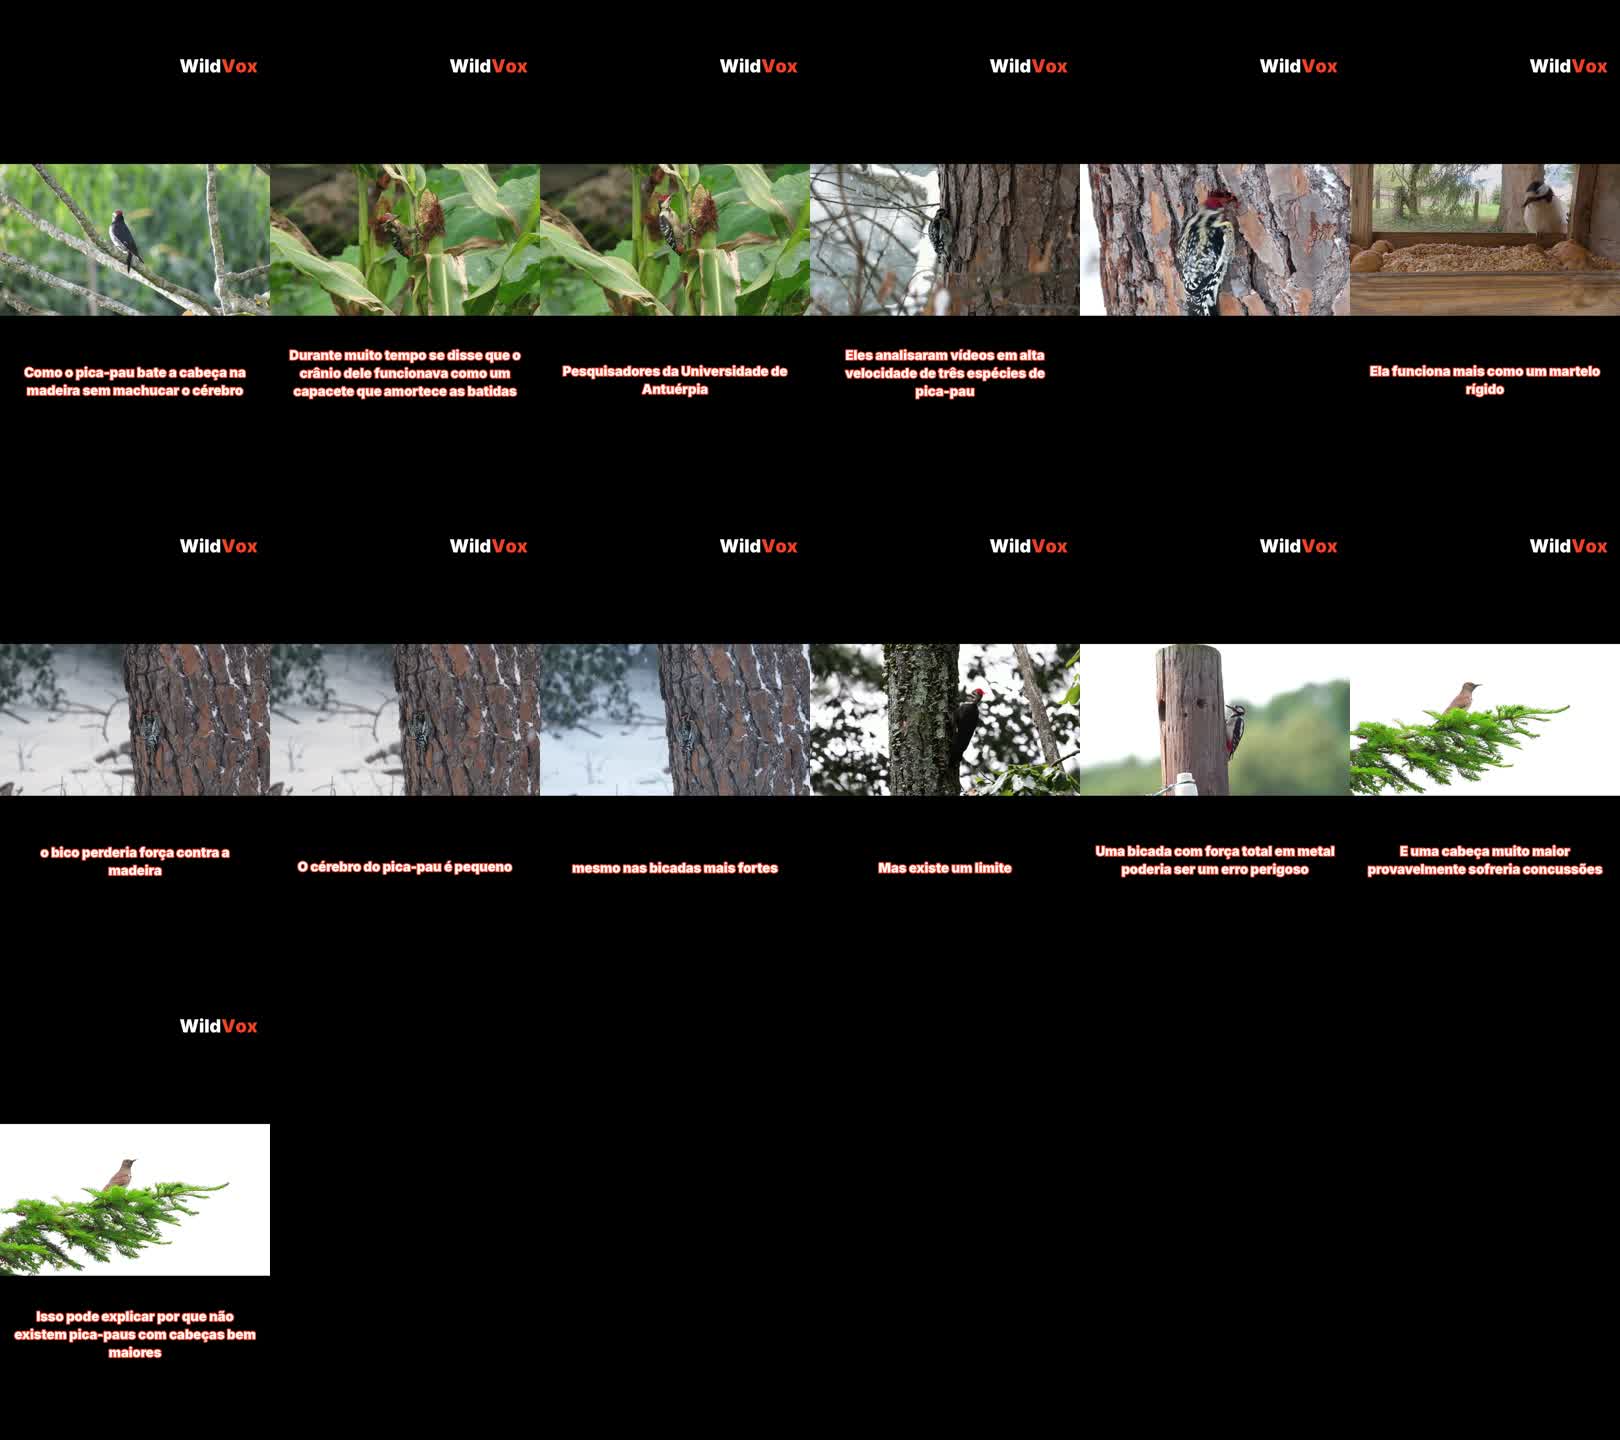 WildVox
WildVox
WildVox
WildVox
WildVox
WildVox
Como o pica-pau bate a cabeça na
madeira sem machucar o cérebro
Durante muito tempo se disse que o
crânio dele funcionava como um
capacete que amortece as batidas
Pesquisadores da Universidade de
Antuérpia
Eles analisaram vídeos em alta
velocidade de três espécies de
pica-pau
Ela funciona mais como um martelo
rígido
WildVox
WildVox
WildVox
WildVox
WildVox
WildVox
o bico perderia força contra a
madeira
O cérebro do pica-pau é pequeno
mesmo nas bicadas mais fortes
Mas existe um limite
Uma bicada com força total em metal
poderia ser um erro perigoso
E uma cabeça muito maior
provavelmente sofreria concussões
WildVox
Isso pode explicar por que não
existem pica-paus com cabeças bem
maiores